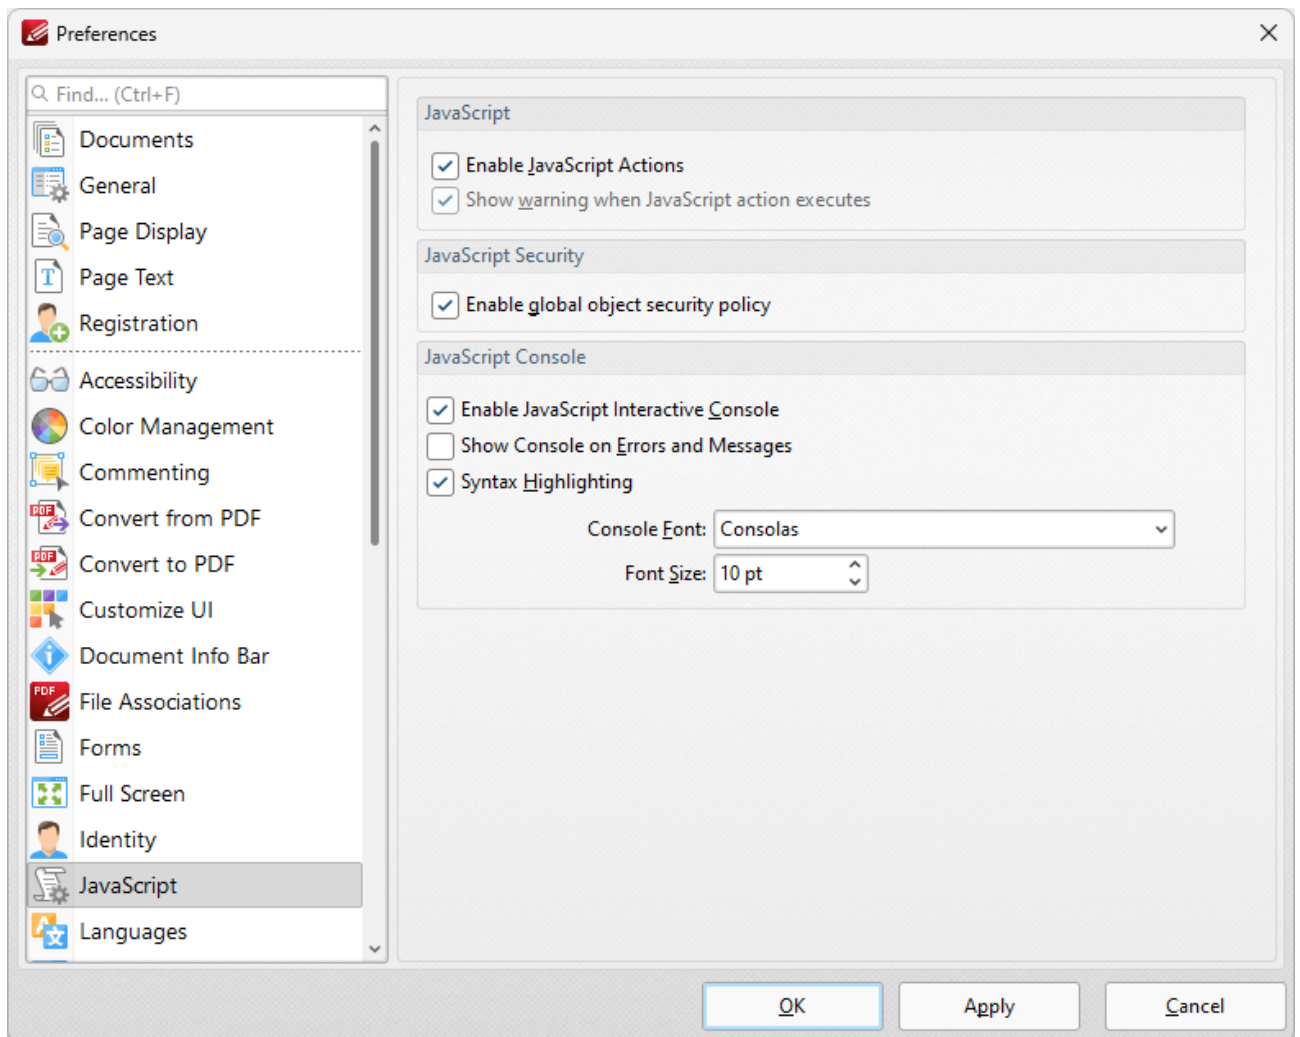 Preferences
Find... (Ctrl+F)
Documents
General
Page Display
Page Text
Registration
Accessibility
Color Management
Commenting
Convert from PDF
Convert to PDF
Customize UI
Document Info Bar
File Associations
Forms
Full Screen
Identity
JavaScript
Languages
JavaScript
Enable JavaScript Actions
Show warning when JavaScript action executes
JavaScript Security
Enable global object security policy
JavaScript Console
Enable JavaScript Interactive Console
Show Console on Errors and Messages
Syntax Highlighting
Console Font: Consolas
Font Size: 10 pt
OK Apply Cancel